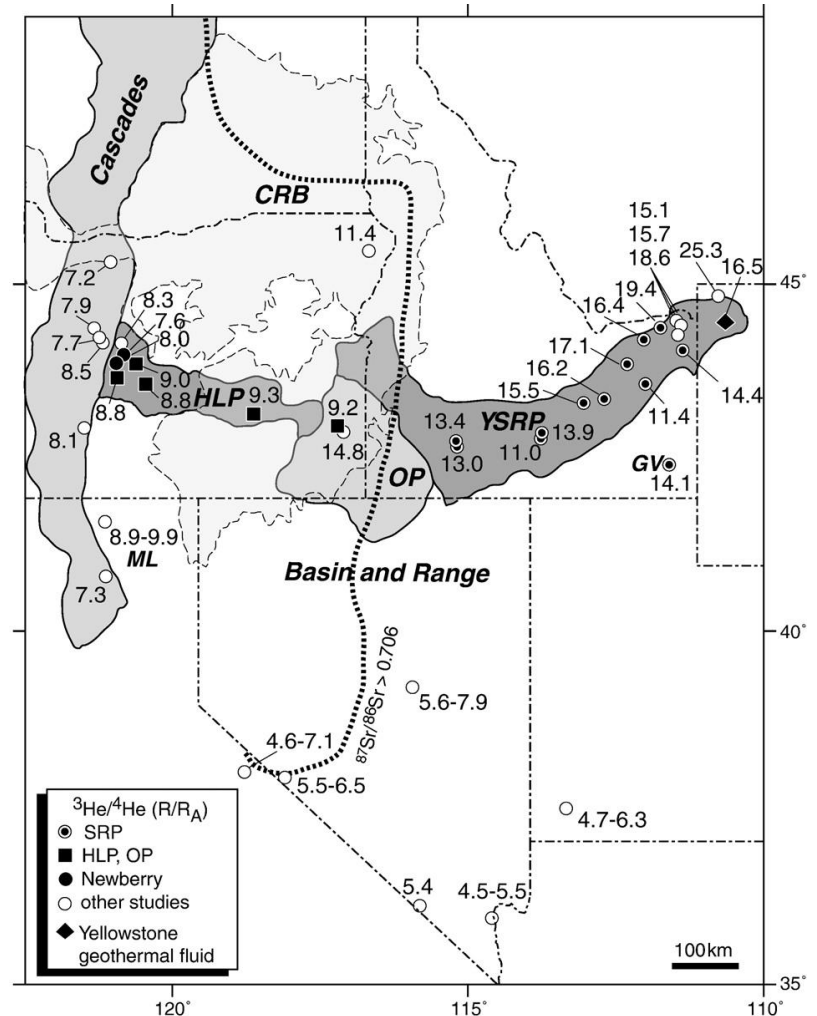 Cascades
CRB
11.4
15.1
15.7
18.6
25.3
16.5
45°
7.2
19.4
7.9
8.3
7.6
16.4
7.7
8.0
17.1
8.5
9.0
16.2
14.4
8.8
8.8
HLP
9.3
15.5
11.4
9.2
13.4
YSRP
8.1
14.8
13.0
11.0
13.9
OP
GV
14.1
8.9-9.9
ML
Basin and Range
7.3
40°
87Sr/86Sr > 0.706
5.6-7.9
4.6-7.1
5.5-6.5
4.7-6.3
5.4
4.5-5.5
3He/4He (R/RA)
SRP
HLP, OP
Newberry
other studies
Yellowstone
geothermal fluid
100km
35°
120°
115°
110°